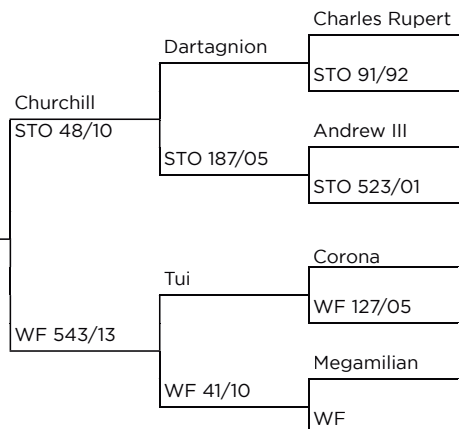 Charles Rupert
Dartagnion
STO 91/92
Churchill
STO 48/10
Andrew III
STO 187/05
STO 523/01
Corona
Tui
WF 127/05
WF 543/13
Megamilian
WF 41/10
WF